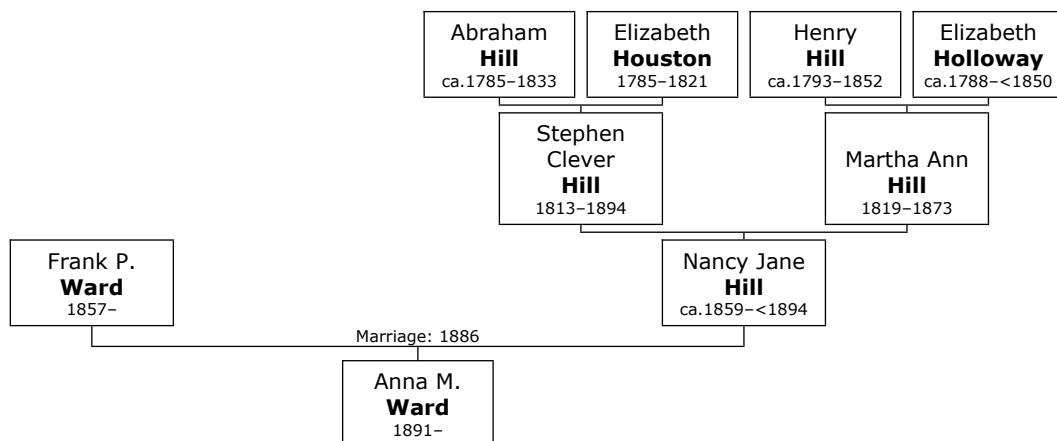 Abraham
Hill
ca.1785–1833
Elizabeth
Houston
1785–1821
Henry
Hill
ca.1793–1852
Elizabeth
Holloway
ca.1788–<1850
Stephen
Clever
Hill
1813–1894
Martha Ann
Hill
1819–1873
Frank P.
Ward
1857–
Nancy Jane
Hill
ca.1859–<1894
Marriage: 1886
Anna M.
Ward
1891–